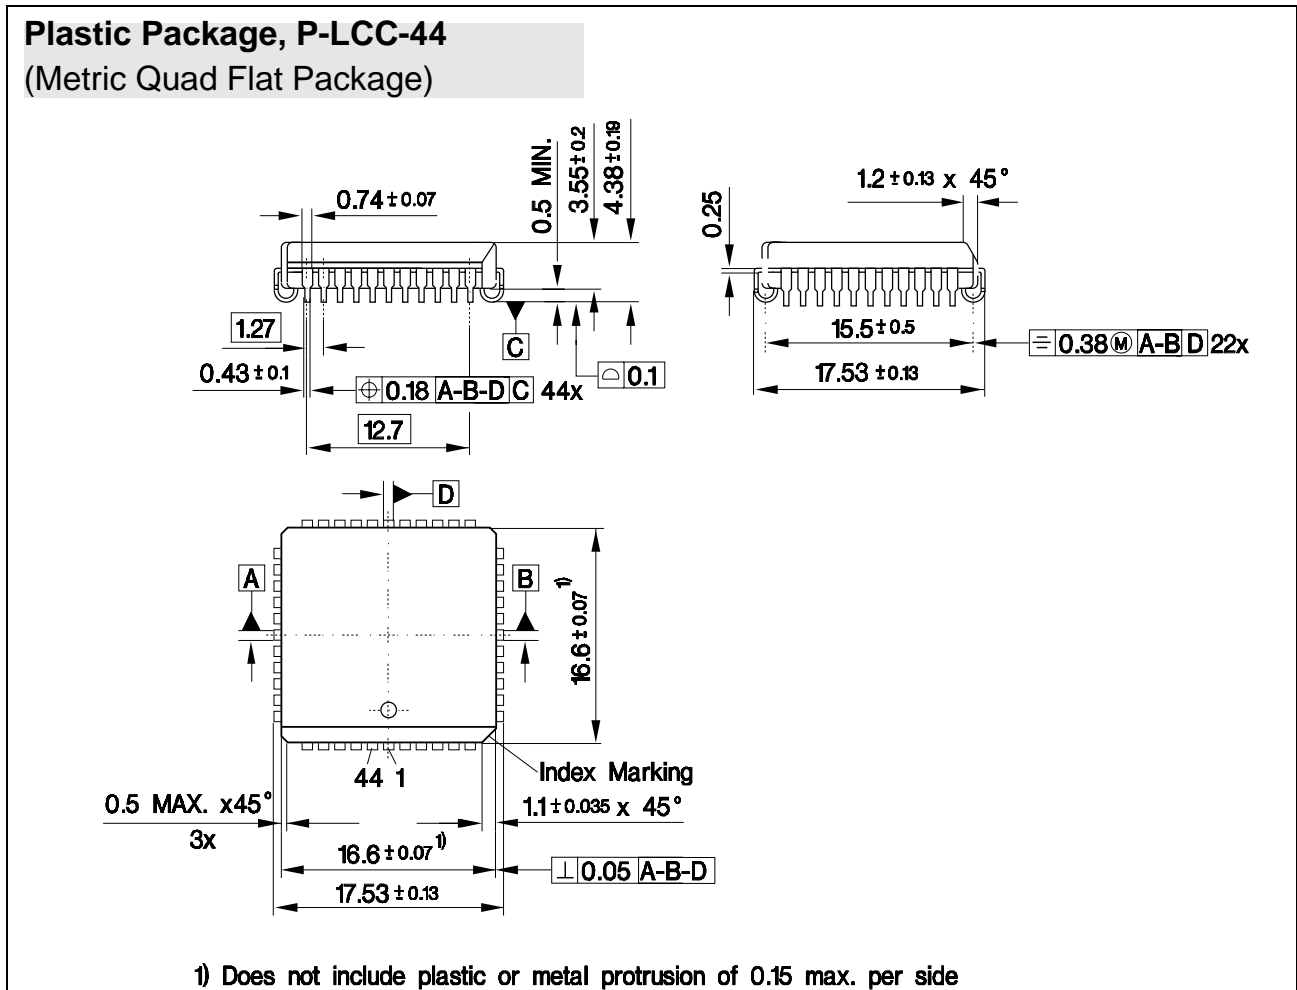 Plastic Package, P-LCC-44
(Metric Quad Flat Package)
0.74 ± 0.07
0.5 MIN.
3.55 ± 0.2
4.38 ± 0.19
1.27
0.43 ± 0.1
⌖ 0.18 A-B-D C 44x
C
⌓ 0.1
12.7
0.25
1.2 ± 0.13 x 45°
15.5 ± 0.5
⌯ 0.38 Ⓜ A-B D 22x
17.53 ± 0.13
D
A
B
16.6 ± 0.07 1)
44 1
Index Marking
0.5 MAX. x45°
3x
1.1 ± 0.035 x 45°
16.6 ± 0.07 1)
⊥ 0.05 A-B-D
17.53 ± 0.13
1) Does not include plastic or metal protrusion of 0.15 max. per side